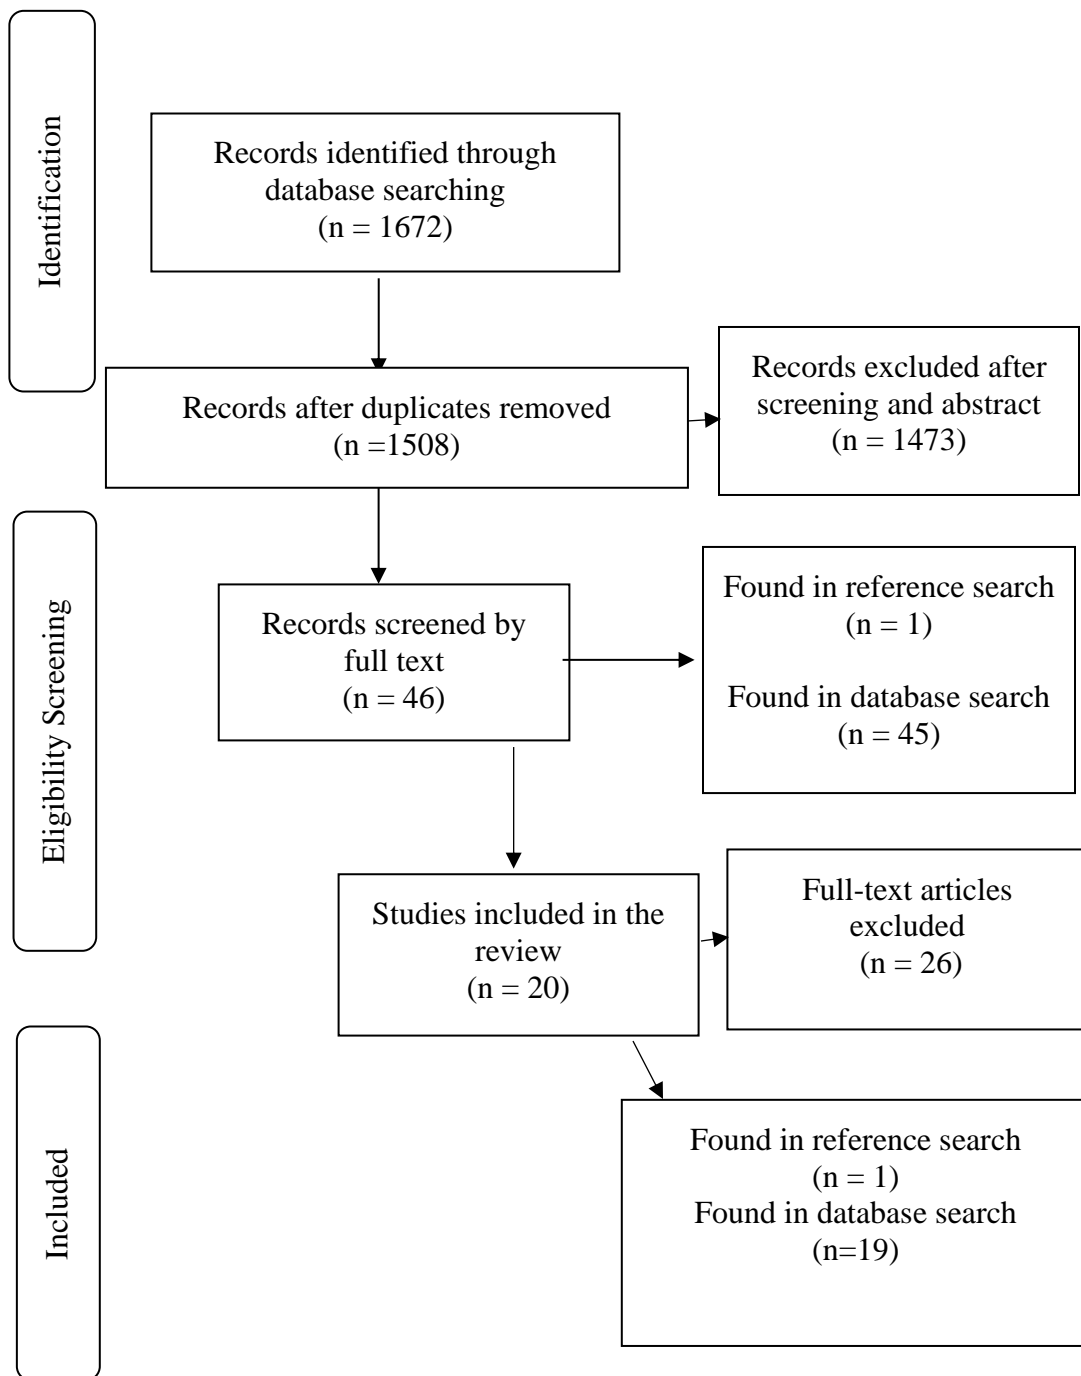 Identification
Records identified through
database searching
(n = 1672)
Records after duplicates removed
(n =1508)
Records excluded after
screening and abstract
(n = 1473)
Eligibility Screening
Records screened by
full text
(n = 46)
Found in reference search
(n = 1)
Found in database search
(n = 45)
Studies included in the
review
(n = 20)
Full-text articles
excluded
(n = 26)
Included
Found in reference search
(n = 1)
Found in database search
(n=19)